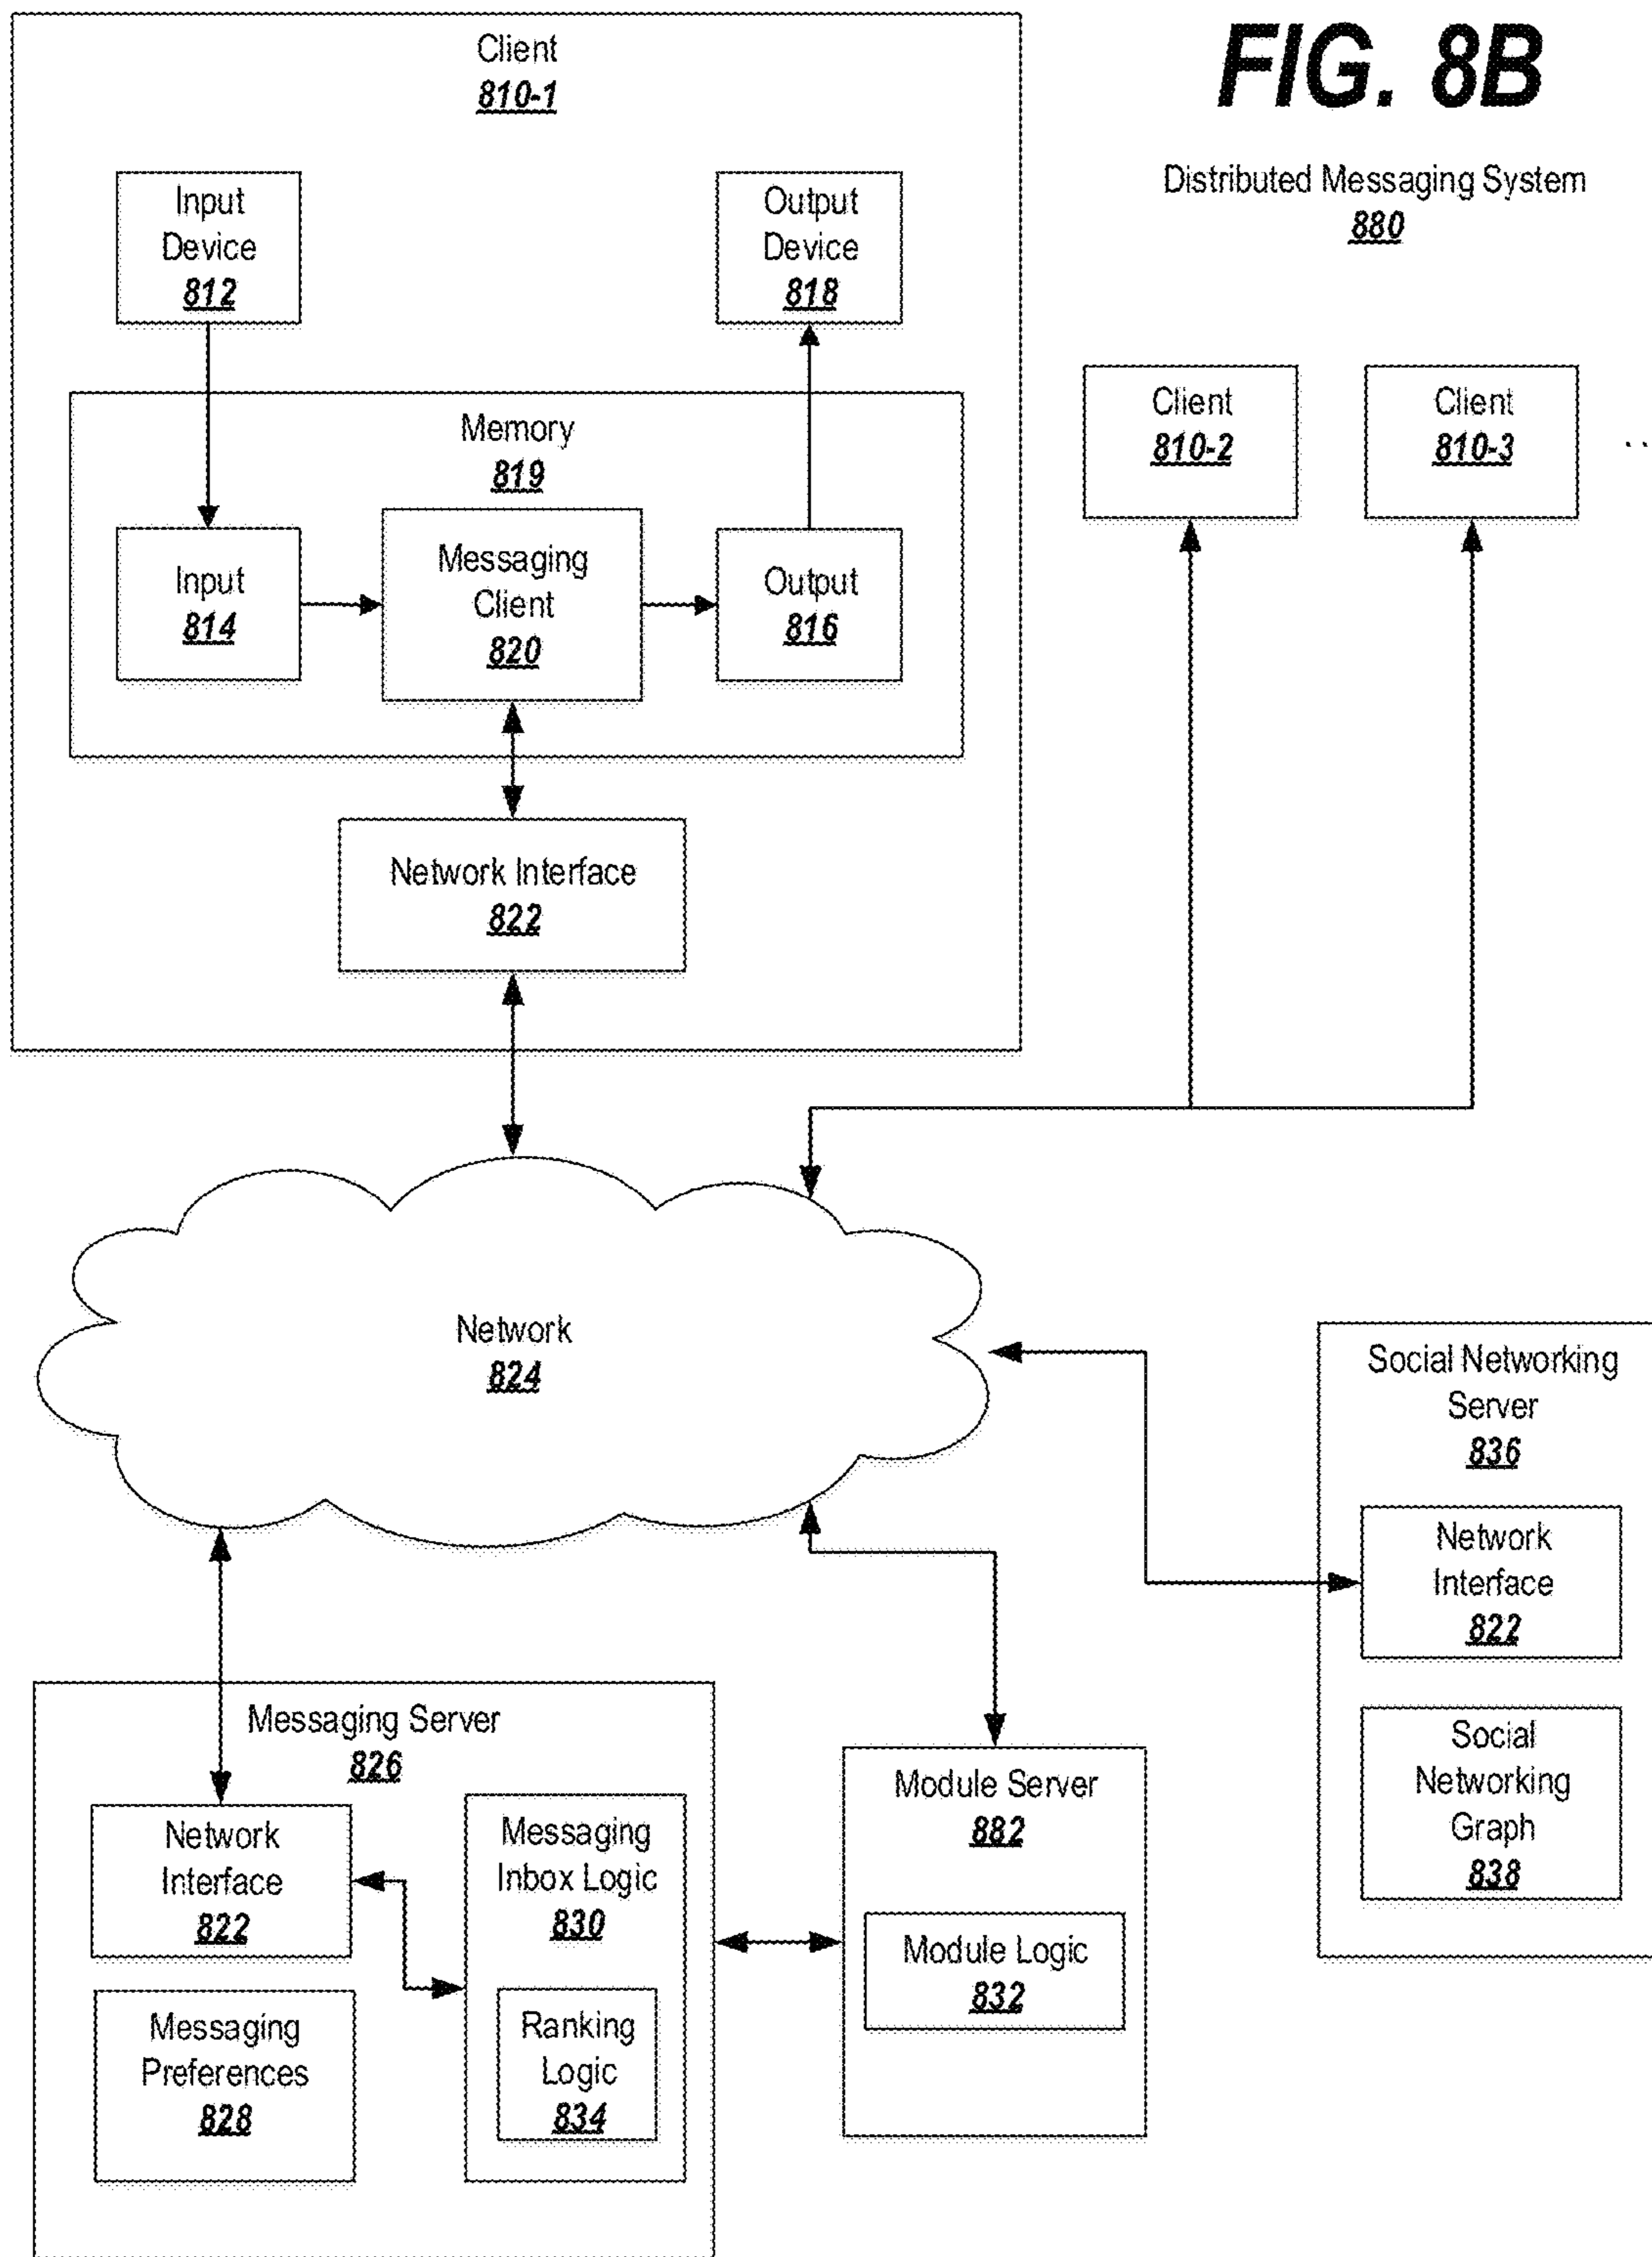 FIG. 8B
Distributed Messaging System
880
Client
810-1
Input
Device
812
Output
Device
818
Memory
819
Input
814
Messaging
Client
820
Output
816
Network Interface
822
Client
810-2
Client
810-3
..
Network
824
Social Networking
Server
836
Network
Interface
822
Social
Networking
Graph
838
Messaging Server
826
Network
Interface
822
Messaging
Preferences
828
Messaging
Inbox Logic
830
Ranking
Logic
834
Module Server
882
Module Logic
832